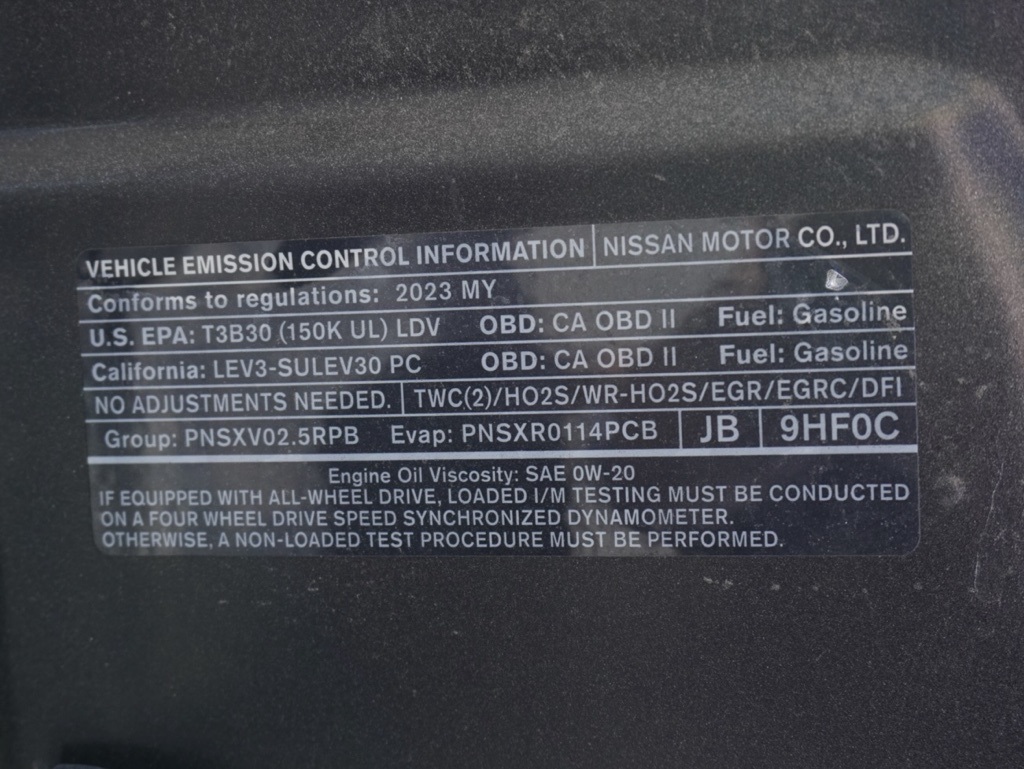 VEHICLE EMISSION CONTROL INFORMATION NISSAN MOTOR CO., LTD.
Conforms to regulations: 2023 MY
U.S. EPA: T3B30 (150K UL) LDV OBD: CA OBD II Fuel: Gasoline
California: LEV3-SULEV30 PC OBD: CA OBD II Fuel: Gasoline
NO ADJUSTMENTS NEEDED. TWC(2)/HO2S/WR-HO2S/EGR/EGRC/DFI
Group: PNSXV02.5RPB Evap: PNSXR0114PCB JB 9HF0C
Engine Oil Viscosity: SAE 0W-20
IF EQUIPPED WITH ALL-WHEEL DRIVE, LOADED I/M TESTING MUST BE CONDUCTED
ON A FOUR WHEEL DRIVE SPEED SYNCHRONIZED DYNAMOMETER.
OTHERWISE, A NON-LOADED TEST PROCEDURE MUST BE PERFORMED.